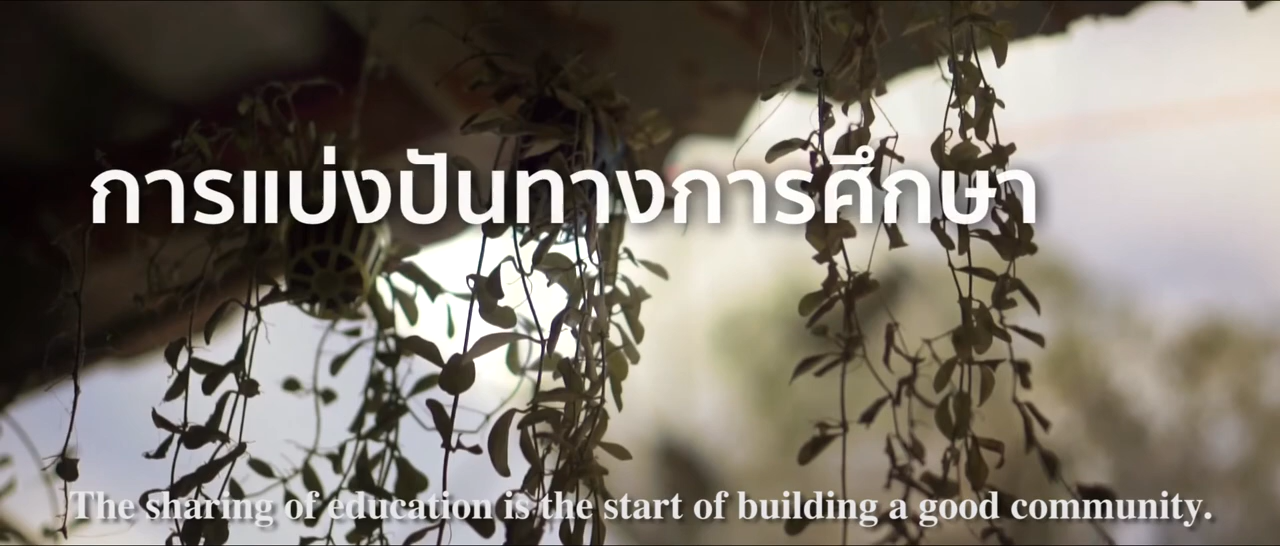 การแบ่งปันทางการศึกษา
The sharing of education is the start of building a good community.